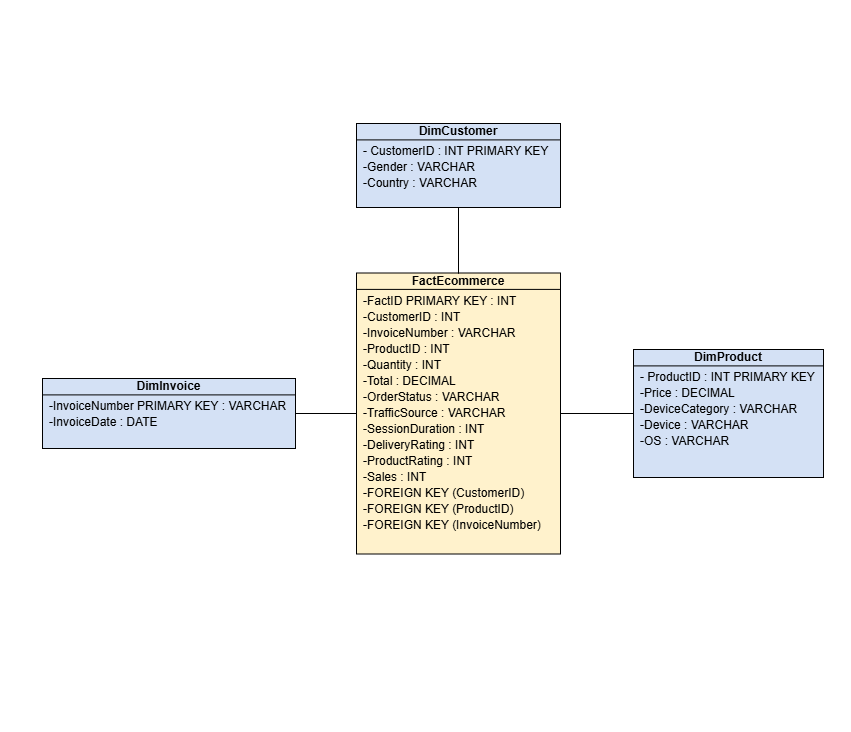 DimCustomer
- CustomerID : INT PRIMARY KEY
-Gender : VARCHAR
-Country : VARCHAR
FactEcommerce
-FactID PRIMARY KEY : INT
-CustomerID : INT
-InvoiceNumber : VARCHAR
-ProductID : INT
-Quantity : INT
-Total : DECIMAL
-OrderStatus : VARCHAR
-TrafficSource : VARCHAR
-SessionDuration : INT
-DeliveryRating : INT
-ProductRating : INT
-Sales : INT
-FOREIGN KEY (CustomerID)
-FOREIGN KEY (ProductID)
-FOREIGN KEY (InvoiceNumber)
DimInvoice
-InvoiceNumber PRIMARY KEY : VARCHAR
-InvoiceDate : DATE
DimProduct
- ProductID : INT PRIMARY KEY
-Price : DECIMAL
-DeviceCategory : VARCHAR
-Device : VARCHAR
-OS : VARCHAR